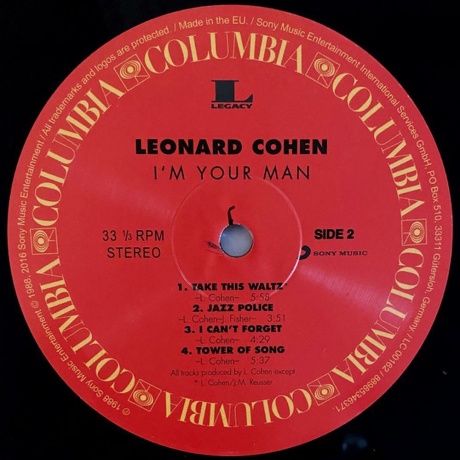 L
LEGACY
LEONARD COHEN
I'M YOUR MAN
33 ⅓ RPM
STEREO
SIDE 2
SONY MUSIC
1. TAKE THIS WALTZ*
~L. Cohen~ 5:55
2. JAZZ POLICE
~L. Cohen-J. Fisher~ 3:51
3. I CAN'T FORGET
~L. Cohen~ 4:29
4. TOWER OF SONG
~L. Cohen~ 5:37
All tracks produced by L. Cohen except
* L. Cohen/J.M. Reusser
COLUMBIA
COLUMBIA
COLUMBIA
COLUMBIA
COLUMBIA
COLUMBIA
℗ 1988 Sony Music Entertainment © 1988, 2016 Sony Music Entertainment / All trademarks and logos are protected. / Made in the EU. / Sony Music Entertainment International Services GmbH, PO Box 510, 33311 Gütersloh, Germany / LC 00162 / 88985346371.